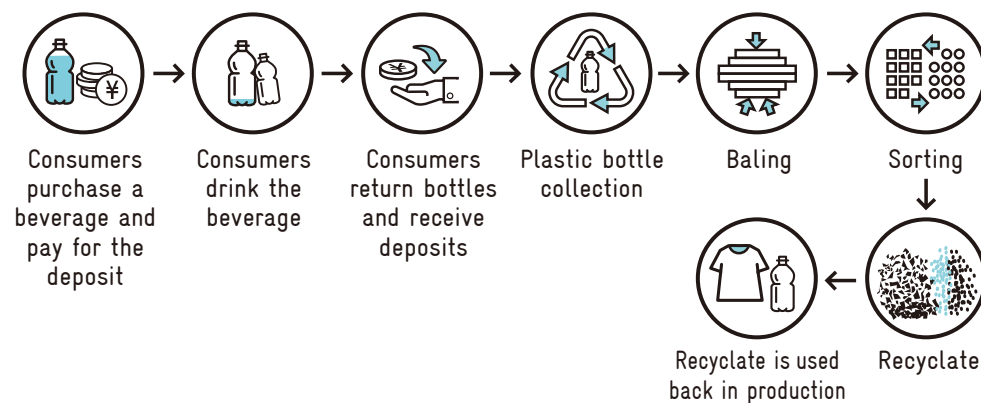 ¥
¥
Consumers
purchase a
beverage and
pay for the
deposit
Consumers
drink the
beverage
Consumers
return bottles
and receive
deposits
Plastic bottle
collection
Baling
Sorting
Recyclate
Recyclate is used
back in production